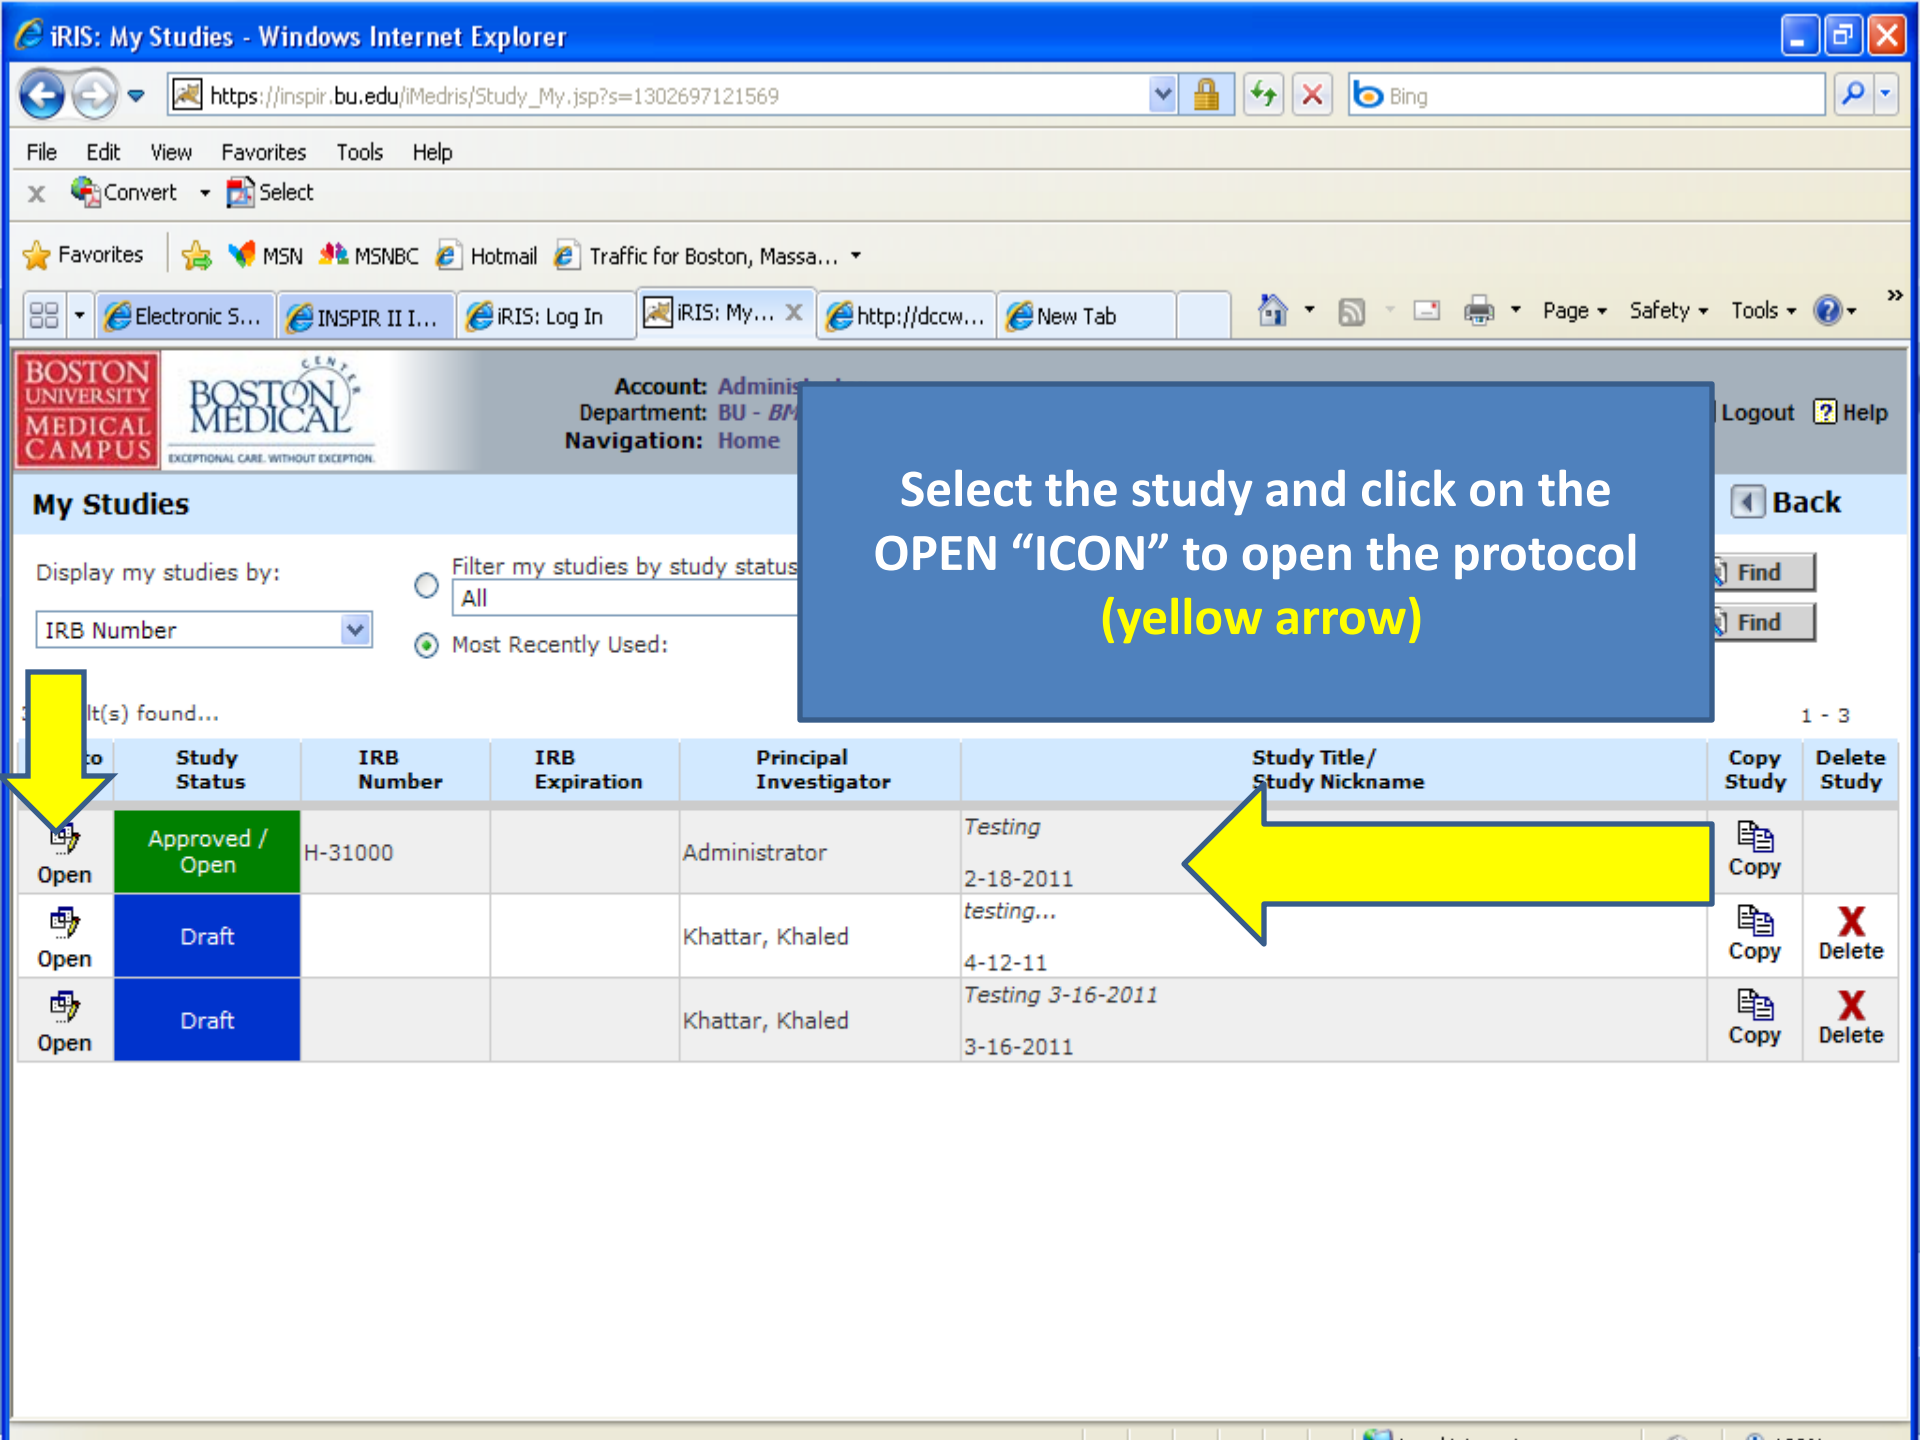 iRIS: My Studies - Windows Internet Explorer
https://inspir.bu.edu/iMedris/Study_My.jsp?s=1302697121569
Bing
File Edit View Favorites Tools Help
x Convert Select
Favorites MSN MSNBC Hotmail Traffic for Boston, Massa...
Electronic S... INSPIR II I... iRIS: Log In iRIS: My... X http://dccw... New Tab Page Safety Tools »
BOSTON
UNIVERSITY
MEDICAL
CAMPUS
CENTER
BOSTON
MEDICAL
EXCEPTIONAL CARE. WITHOUT EXCEPTION.
Account:
Department: BU -
Navigation: Home
Logout ? Help
My Studies
Back
Select the study and click on the
OPEN “ICON” to open the protocol
(yellow arrow)
Display my studies by:
Filter my studies by study status
All
IRB Number
Most Recently Used:
Find
Find
found...
1 - 3
Study Status IRB Number IRB Expiration Principal Investigator Study Title/ Study Nickname Copy Study Delete Study
Open Approved / Open H-31000 Administrator Testing 2-18-2011 Copy
Open Draft Khattar, Khaled testing... 4-12-11 Copy X Delete
Open Draft Khattar, Khaled Testing 3-16-2011 3-16-2011 Copy X Delete